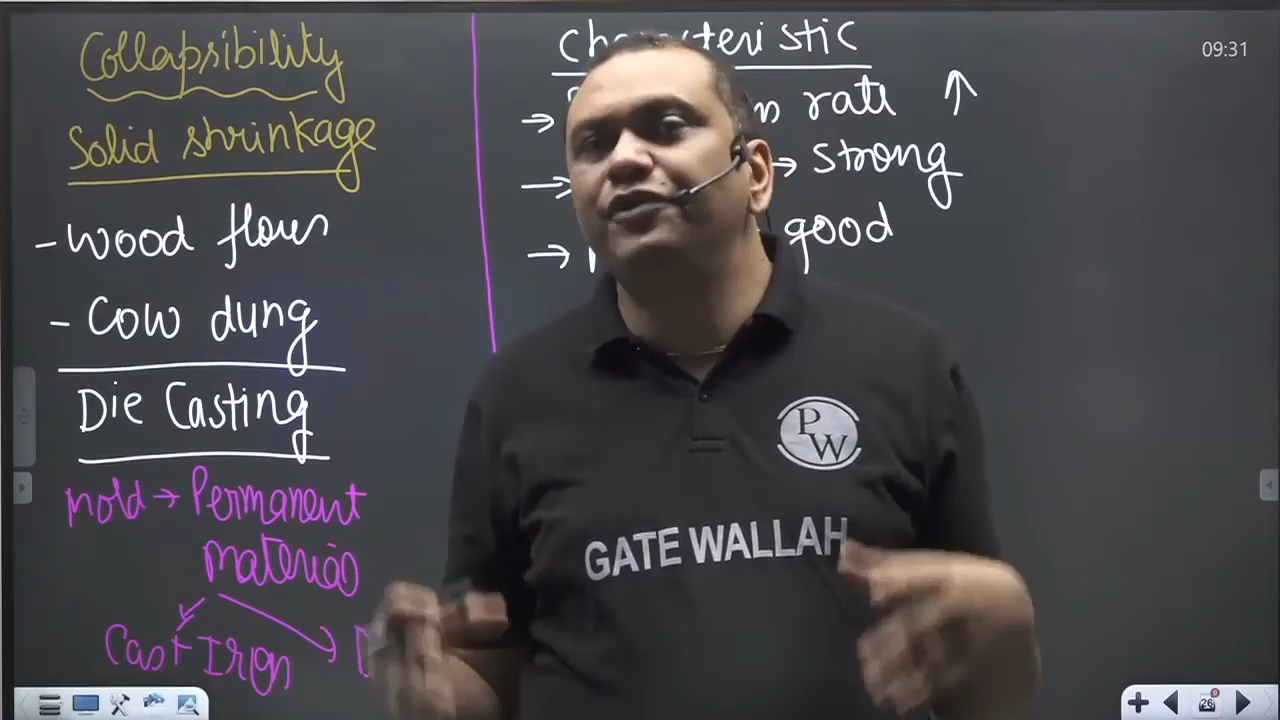 Collapsibility
Solid shrinkage
- Wood flour
- Cow dung
Die Casting
Mold → Permanent
material
Cast Iron
rate ↑
→ strong
good
09:31
PW
GATE WALLAH
26